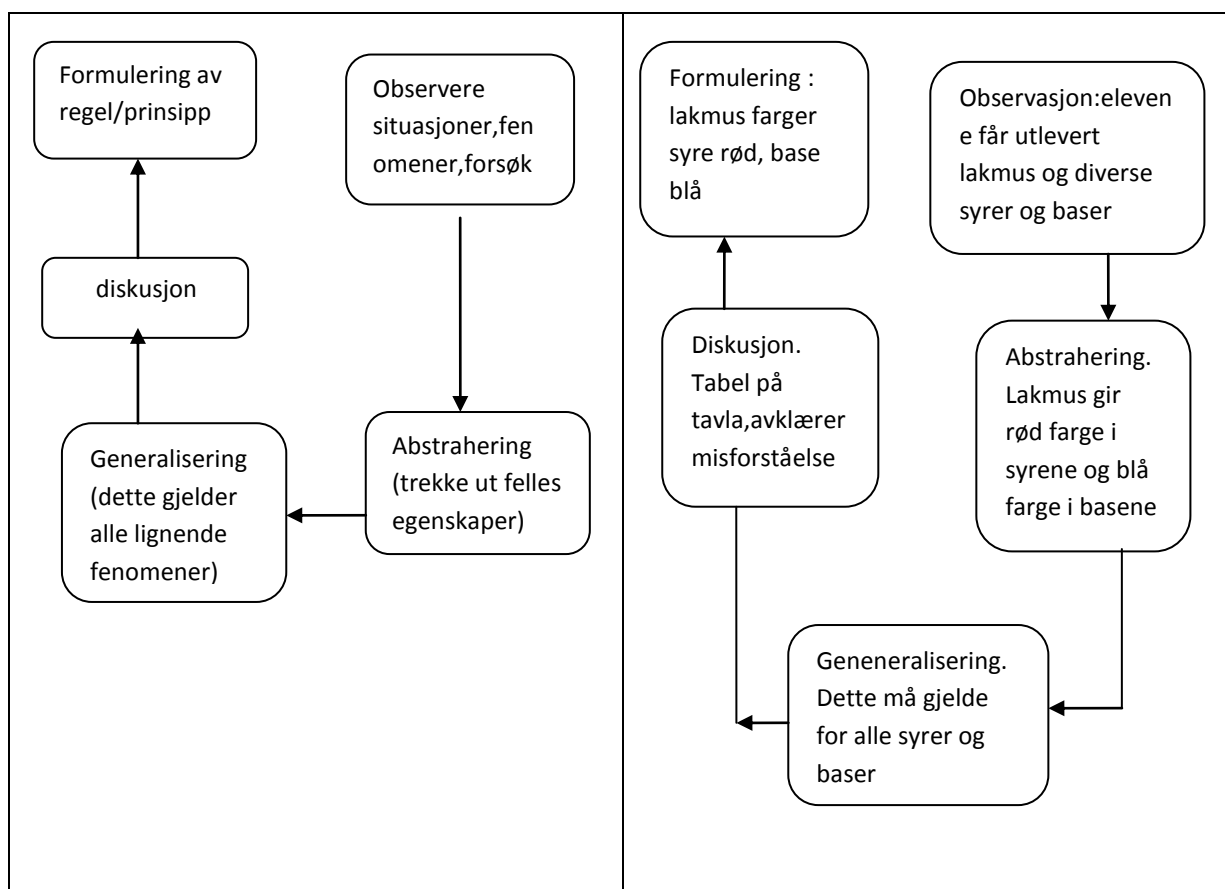 Formulering av
regel/prinsipp
Observere
situasjoner,fen
omener,forsøk
diskusjon
Generalisering
(dette gjelder
alle lignende
fenomener)
Abstrahering
(trekke ut felles
egenskaper)
Formulering :
lakmus farger
syre rød, base
blå
Observasjon:eleven
e får utlevert
lakmus og diverse
syrer og baser
Diskusjon.
Tabel på
tavla,avklærer
misforståelse
Abstrahering.
Lakmus gir
rød farge i
syrene og blå
farge i basene
Geneneralisering.
Dette må gjelde
for alle syrer og
baser